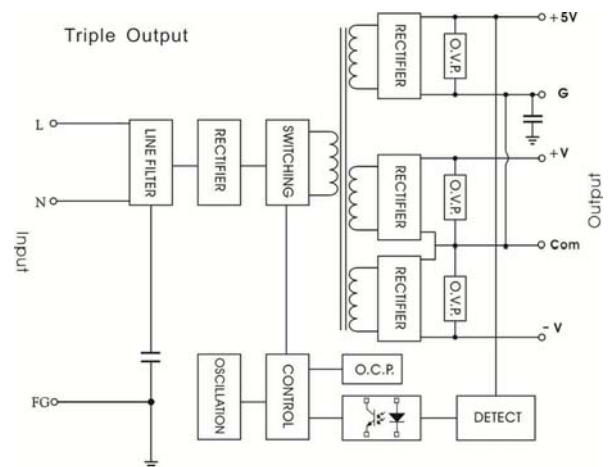 Triple Output
+5V
RECTIFIER
O.V.P.
G
L
LINE FILTER
RECTIFIER
SWITCHING
+V
RECTIFIER
O.V.P.
N
Output
Input
Com
RECTIFIER
O.V.P.
- V
OSCILLATION
CONTROL
O.C.P.
FG
DETECT